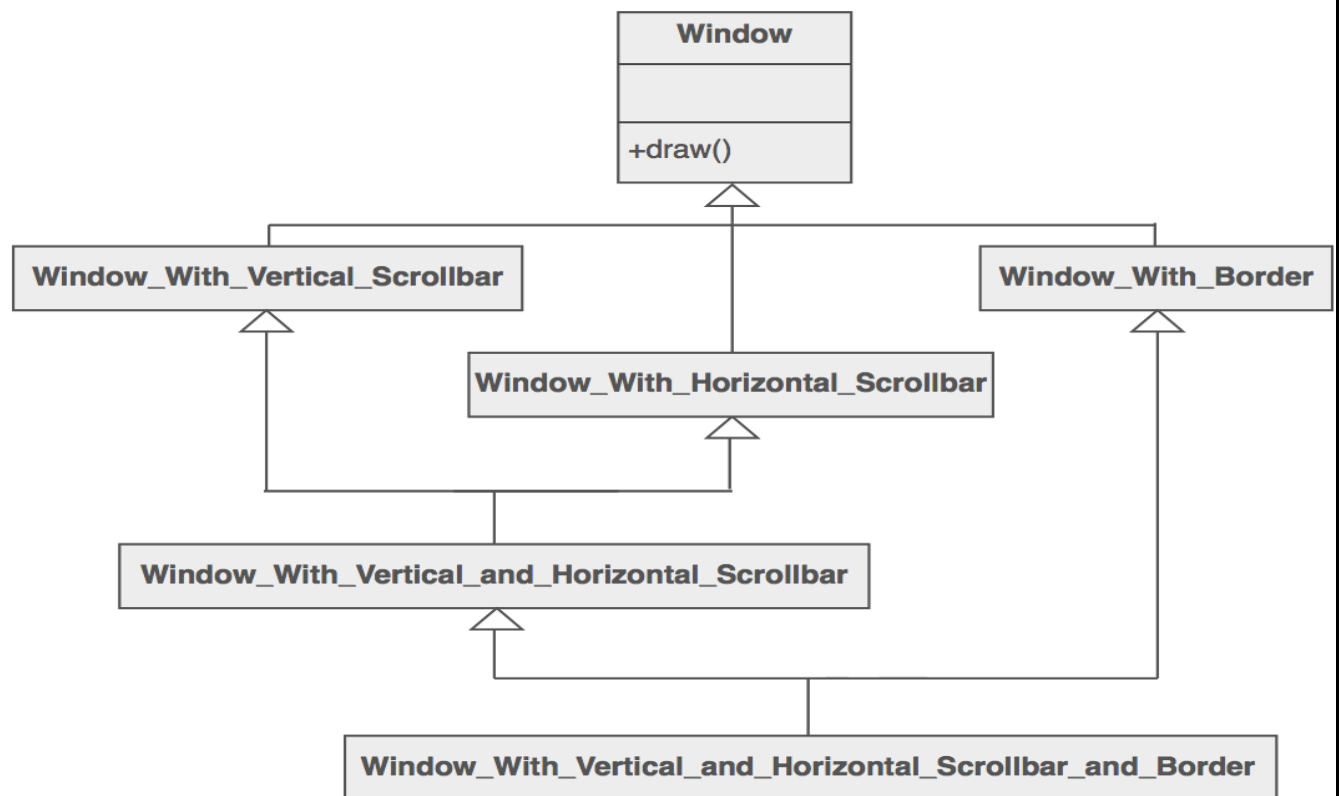 Window
+draw()
Window_With_Vertical_Scrollbar
Window_With_Border
Window_With_Horizontal_Scrollbar
Window_With_Vertical_and_Horizontal_Scrollbar
Window_With_Vertical_and_Horizontal_Scrollbar_and_Border